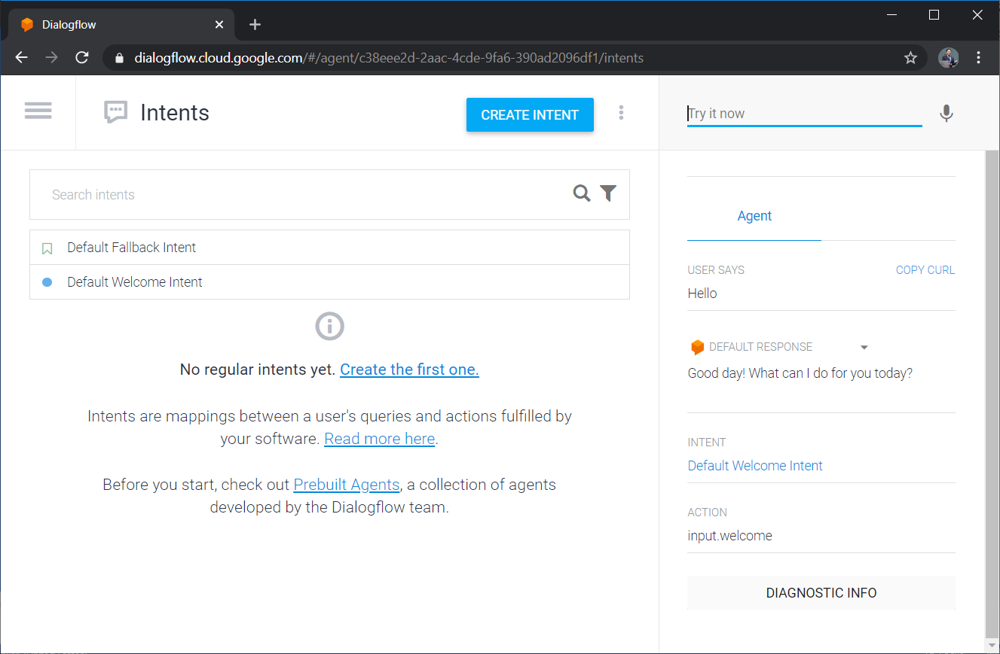 Dialogflow
dialogflow.cloud.google.com/#/agent/c38eee2d-2aac-4cde-9fa6-390ad2096df1/intents
Intents
CREATE INTENT
Search intents
Default Fallback Intent
Default Welcome Intent
No regular intents yet. Create the first one.
Intents are mappings between a user's queries and actions fulfilled by
your software. Read more here.
Before you start, check out Prebuilt Agents, a collection of agents
developed by the Dialogflow team.
Try it now
Agent
USER SAYS COPY CURL
Hello
DEFAULT RESPONSE
Good day! What can I do for you today?
INTENT
Default Welcome Intent
ACTION
input.welcome
DIAGNOSTIC INFO